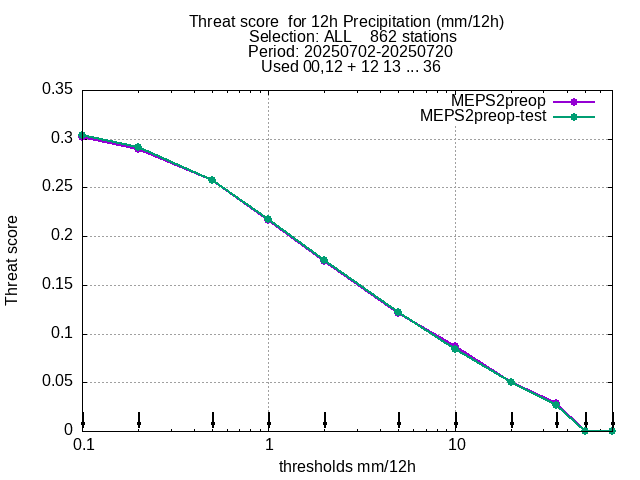 Threat score  for 12h Precipitation (mm/12h)
Selection: ALL    862 stations
Period: 20250702-20250720
Used 00,12 + 12 13 ... 36
MEPS2preop
MEPS2preop-test
0.35
0.3
0.25
0.2
0.15
0.1
0.05
0
Threat score
0.1 1 10
thresholds mm/12h